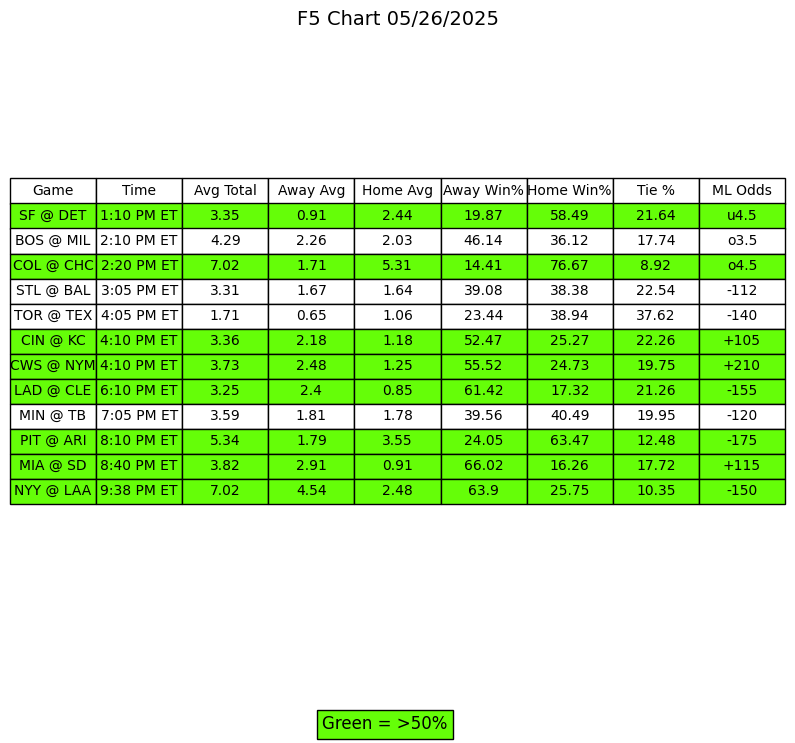 F5 Chart 05/26/2025
Game Time Avg Total Away Avg Home Avg Away Win% Home Win% Tie % ML Odds
SF @ DET 1:10 PM ET 3.35 0.91 2.44 19.87 58.49 21.64 u4.5
BOS @ MIL 2:10 PM ET 4.29 2.26 2.03 46.14 36.12 17.74 o3.5
COL @ CHC 2:20 PM ET 7.02 1.71 5.31 14.41 76.67 8.92 o4.5
STL @ BAL 3:05 PM ET 3.31 1.67 1.64 39.08 38.38 22.54 -112
TOR @ TEX 4:05 PM ET 1.71 0.65 1.06 23.44 38.94 37.62 -140
CIN @ KC 4:10 PM ET 3.36 2.18 1.18 52.47 25.27 22.26 +105
CWS @ NYM 4:10 PM ET 3.73 2.48 1.25 55.52 24.73 19.75 +210
LAD @ CLE 6:10 PM ET 3.25 2.4 0.85 61.42 17.32 21.26 -155
MIN @ TB 7:05 PM ET 3.59 1.81 1.78 39.56 40.49 19.95 -120
PIT @ ARI 8:10 PM ET 5.34 1.79 3.55 24.05 63.47 12.48 -175
MIA @ SD 8:40 PM ET 3.82 2.91 0.91 66.02 16.26 17.72 +115
NYY @ LAA 9:38 PM ET 7.02 4.54 2.48 63.9 25.75 10.35 -150
Green = >50%